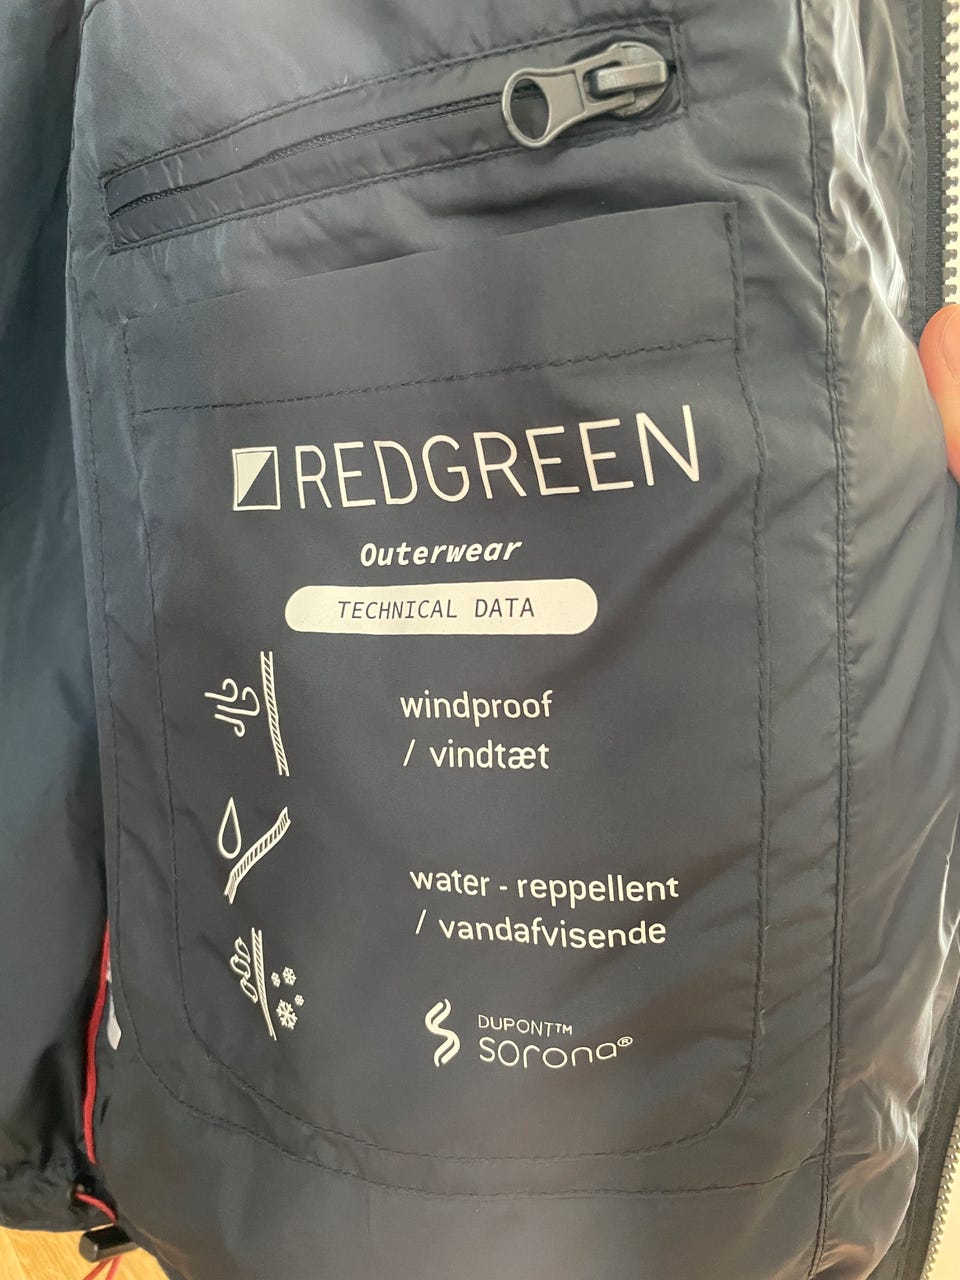 REDGREEN
Outerwear
TECHNICAL DATA
windproof
/ vindtæt
water - reppellent
/ vandafvisende
DUPONT™
sorona®